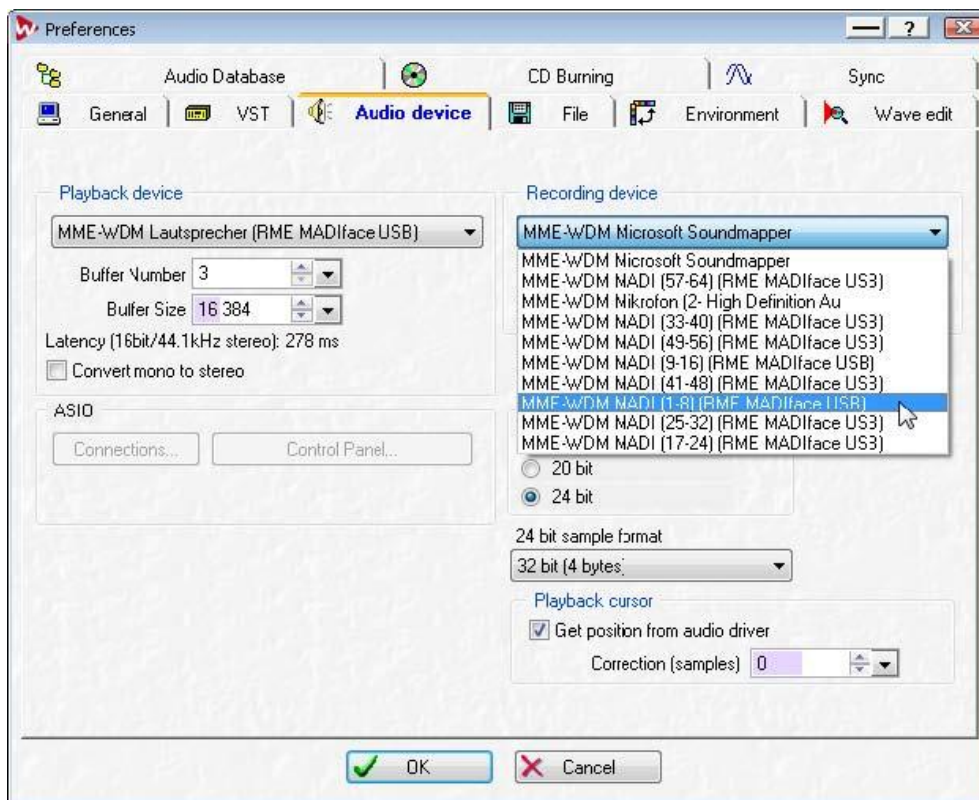 Preferences
Audio Database
CD Burning
Sync
General
VST
Audio device
File
Environment
Wave edit
Playback device
MME-WDM Lautsprecher (RME MADIface USB)
Buffer Number 3
Buffer Size 16 384
Latency (16bit/44.1kHz stereo): 278 ms
Convert mono to stereo
ASIO
Connections...
Control Panel...
Recording device
MME-WDM Microsoft Soundmapper
MME-WDM Microsoft Soundmapper
MME-WDM MADI (57-64) (RME MADIface USB)
MME-WDM Mikrofon (2- High Definition Au
MME-WDM MADI (33-40) (RME MADIface USB)
MME-WDM MADI (49-56) (RME MADIface USB)
MME-WDM MADI (9-16) (RME MADIface USB)
MME-WDM MADI (41-48) (RME MADIface USB)
MME-WDM MADI (1-8) (RME MADIface USB)
MME-WDM MADI (25-32) (RME MADIface USB)
MME-WDM MADI (17-24) (RME MADIface USB)
20 bit
24 bit
24 bit sample format
32 bit (4 bytes)
Playback cursor
Get position from audio driver
Correction (samples) 0
OK
Cancel